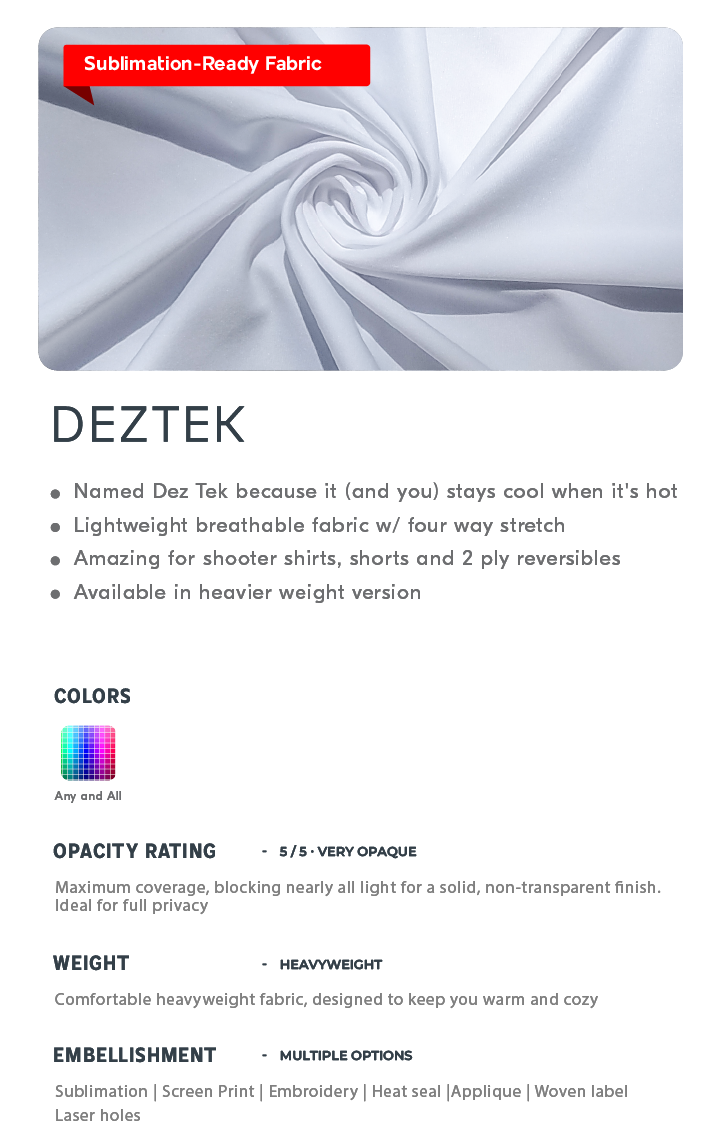 Sublimation-Ready Fabric
DEZTEK
● Named Dez Tek because it (and you) stays cool when it's hot
● Lightweight breathable fabric w/ four way stretch
● Amazing for shooter shirts, shorts and 2 ply reversibles
● Available in heavier weight version
COLORS
Any and All
OPACITY RATING - 5 / 5 · VERY OPAQUE
Maximum coverage, blocking nearly all light for a solid, non-transparent finish.
Ideal for full privacy
WEIGHT - HEAVYWEIGHT
Comfortable heavyweight fabric, designed to keep you warm and cozy
EMBELLISHMENT - MULTIPLE OPTIONS
Sublimation | Screen Print | Embroidery | Heat seal |Applique | Woven label
Laser holes